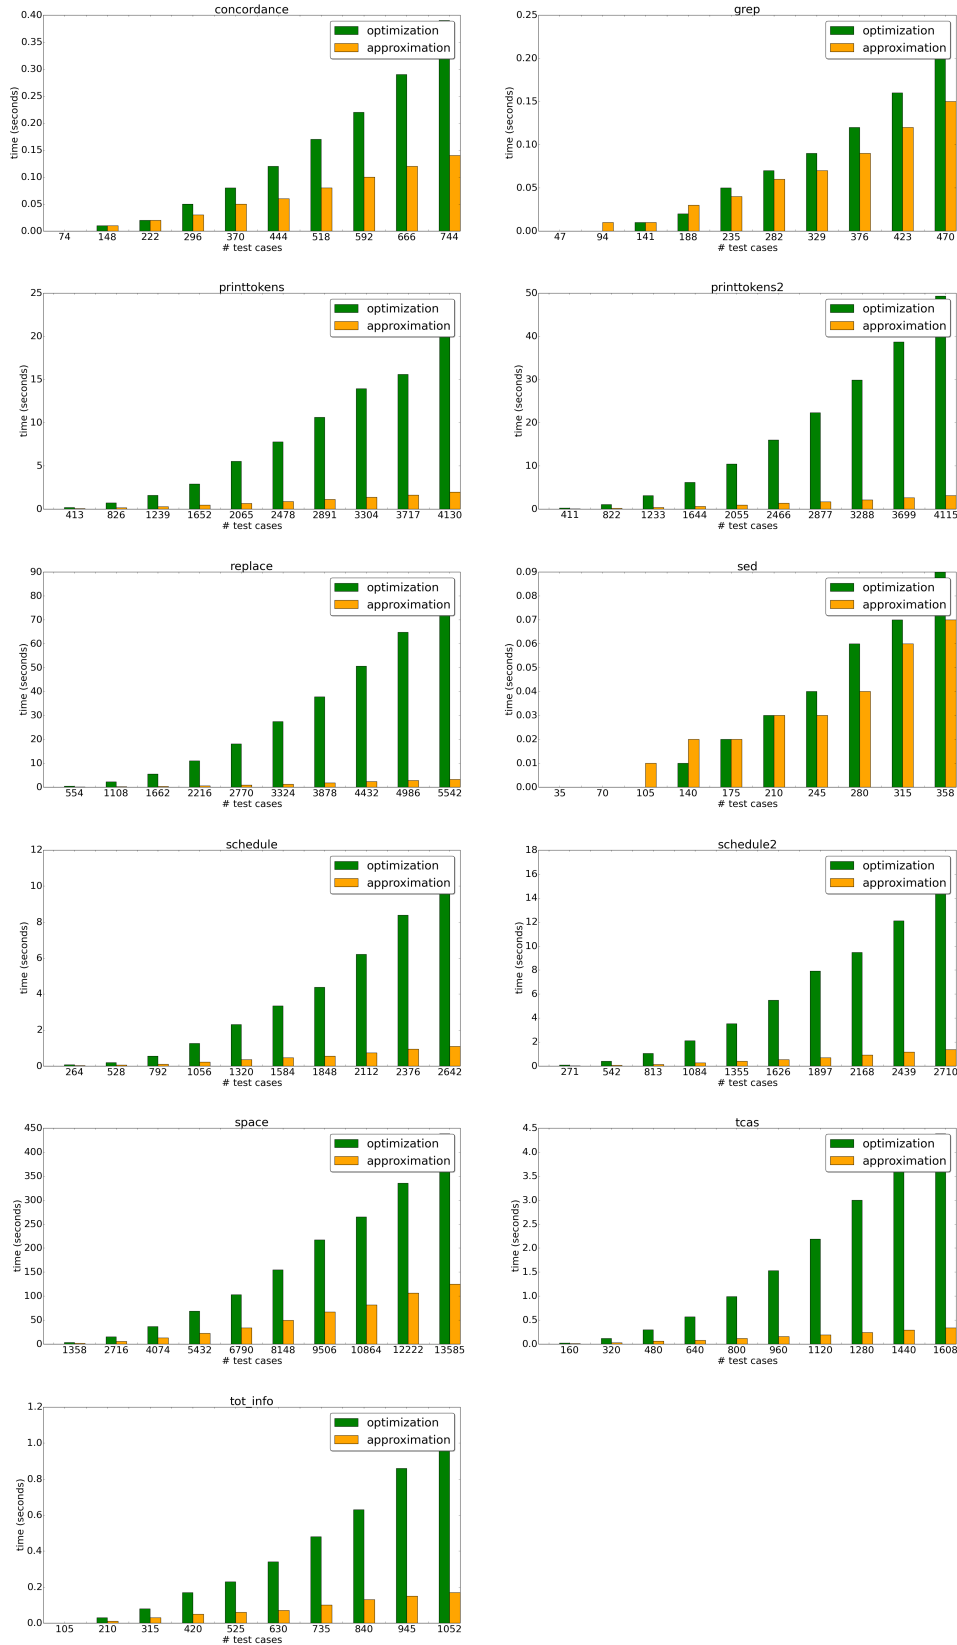 concordance
optimization
approximation
time (seconds)
0.40
0.35
0.30
0.25
0.20
0.15
0.10
0.05
0.00
74 148 222 296 370 444 518 592 666 744
# test cases
grep
optimization
approximation
time (seconds)
0.25
0.20
0.15
0.10
0.05
0.00
47 94 141 188 235 282 329 376 423 470
# test cases
printtokens
optimization
approximation
time (seconds)
25
20
15
10
5
0
413 826 1239 1652 2065 2478 2891 3304 3717 4130
# test cases
printtokens2
optimization
approximation
time (seconds)
50
40
30
20
10
0
411 822 1233 1644 2055 2466 2877 3288 3699 4115
# test cases
replace
optimization
approximation
time (seconds)
90
80
70
60
50
40
30
20
10
0
554 1108 1662 2216 2770 3324 3878 4432 4986 5542
# test cases
sed
optimization
approximation
time (seconds)
0.09
0.08
0.07
0.06
0.05
0.04
0.03
0.02
0.01
0.00
35 70 105 140 175 210 245 280 315 358
# test cases
schedule
optimization
approximation
time (seconds)
12
10
8
6
4
2
0
264 528 792 1056 1320 1584 1848 2112 2376 2642
# test cases
schedule2
optimization
approximation
time (seconds)
18
16
14
12
10
8
6
4
2
0
271 542 813 1084 1355 1626 1897 2168 2439 2710
# test cases
space
optimization
approximation
time (seconds)
450
400
350
300
250
200
150
100
50
0
1358 2716 4074 5432 6790 8148 9506 10864 12222 13585
# test cases
tcas
optimization
approximation
time (seconds)
4.5
4.0
3.5
3.0
2.5
2.0
1.5
1.0
0.5
0.0
160 320 480 640 800 960 1120 1280 1440 1608
# test cases
tot_info
optimization
approximation
time (seconds)
1.2
1.0
0.8
0.6
0.4
0.2
0.0
105 210 315 420 525 630 735 840 945 1052
# test cases